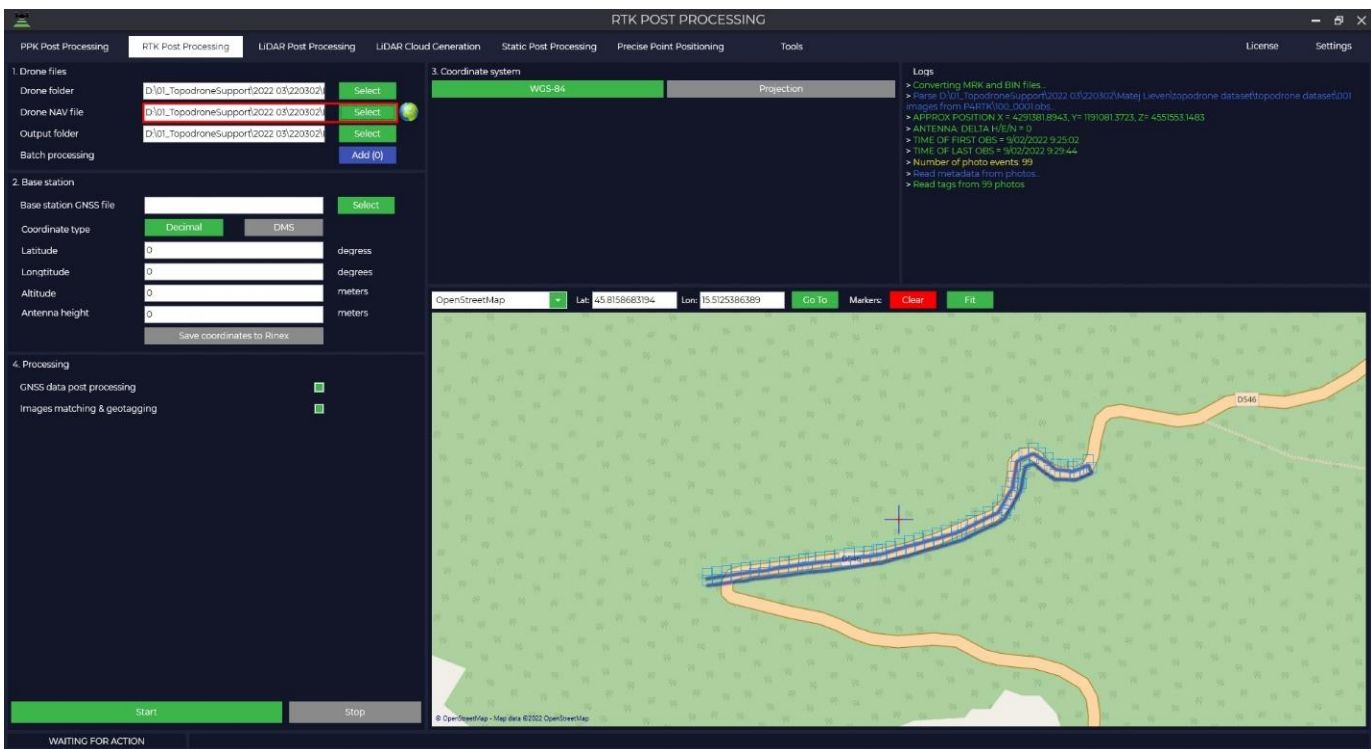 RTK POST PROCESSING
PPK Post Processing RTK Post Processing LiDAR Post Processing LiDAR Cloud Generation Static Post Processing Precise Point Positioning Tools License Settings
1. Drone files
Drone folder D:\01_TopodroneSupport\2022 03\220302\ Select
Drone NAV file D:\01_TopodroneSupport\2022 03\220302\ Select
Output folder D:\01_TopodroneSupport\2022 03\220302\ Select
Batch processing Add (0)
2. Base station
Base station GNSS file Select
Coordinate type Decimal DMS
Latitude 0 degress
Longtitude 0 degrees
Altitude 0 meters
Antenna height 0 meters
Save coordinates to Rinex
4. Processing
GNSS data post processing
Images matching & geotagging
Start Stop
WAITING FOR ACTION
3. Coordinate system
WGS-84 Projection
Logs
> Converting MRK and BIN files...
> Parse D:\01_TopodroneSupport\2022 03\220302\Matej Lieven\zopodrone dataset\topodrone dataset\001
images from P4RTK\100_0001.obs...
> APPROX POSITION X = 4291381.8943, Y= 1191081.3723, Z= 4551553.1483
> ANTENNA: DELTA H/E/N = 0
> TIME OF FIRST OBS = 9/02/2022 9:25:02
> TIME OF LAST OBS = 9/02/2022 9:29:44
> Number of photo events: 99
> Read metadata from photos...
> Read tags from 99 photos
OpenStreetMap Lat: 45.8158683194 Lon: 15.5125386389 Go To Markers: Clear Fit
D546
D546
© OpenStreetMap - Map data ©2022 OpenStreetMap